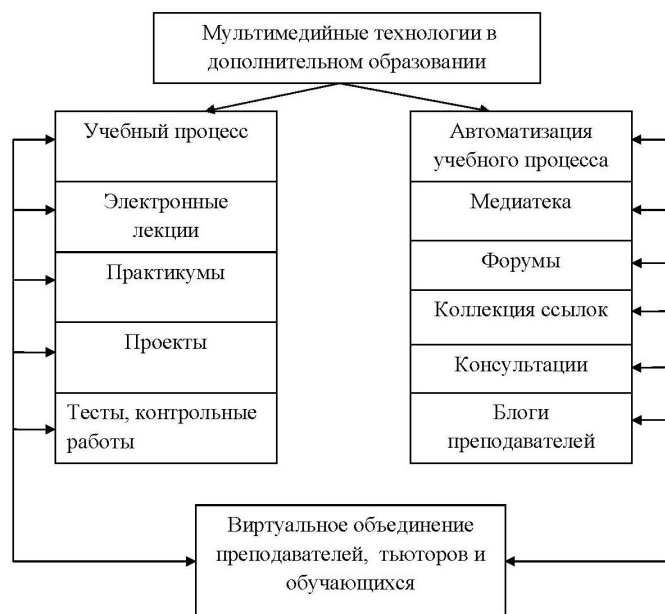 Мультимедийные технологии в
дополнительном образовании
Учебный процесс
Электронные
лекции
Практикумы
Проекты
Тесты, контрольные
работы
Автоматизация
учебного процесса
Медиатека
Форумы
Коллекция ссылок
Консультации
Блоги
преподавателей
Виртуальное объединение
преподавателей, тьюторов и
обучающихся